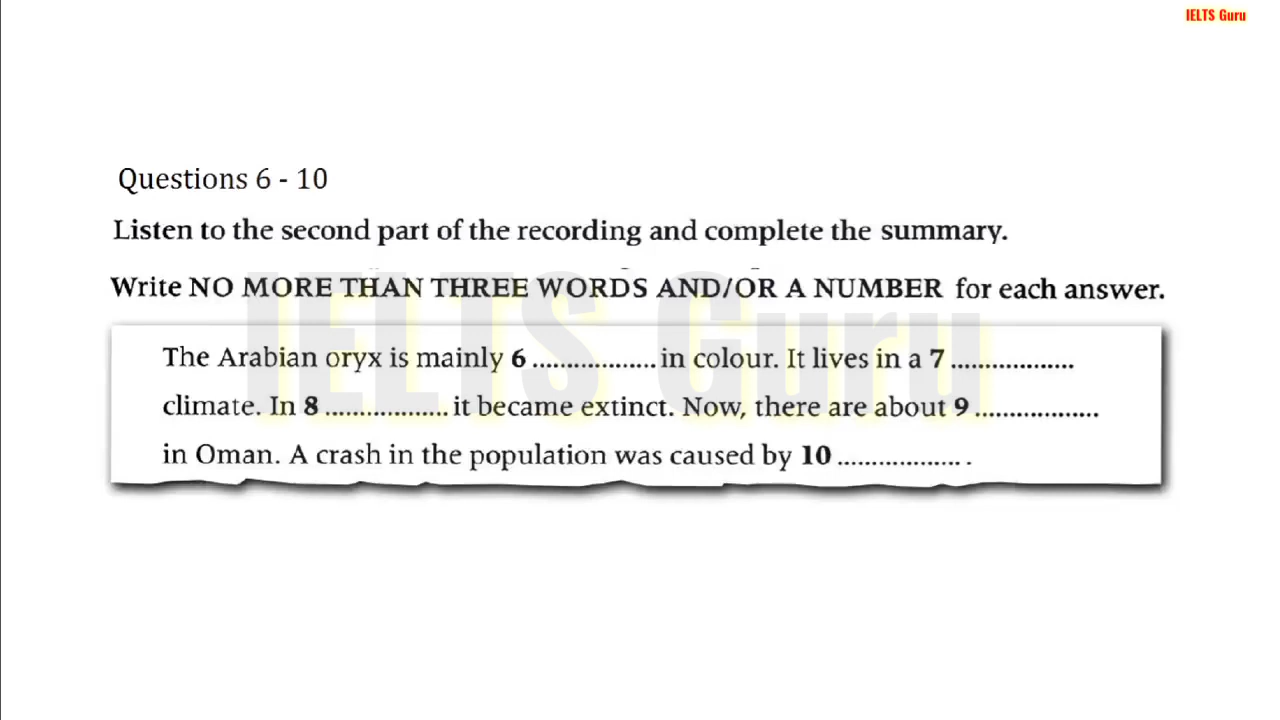 IELTS Guru
Questions 6 - 10
Listen to the second part of the recording and complete the summary.
Write NO MORE THAN THREE WORDS AND/OR A NUMBER for each answer.
IELTS Guru
The Arabian oryx is mainly 6 .................. in colour. It lives in a 7 ..................
climate. In 8 .................. it became extinct. Now, there are about 9 ..................
in Oman. A crash in the population was caused by 10 .................. .